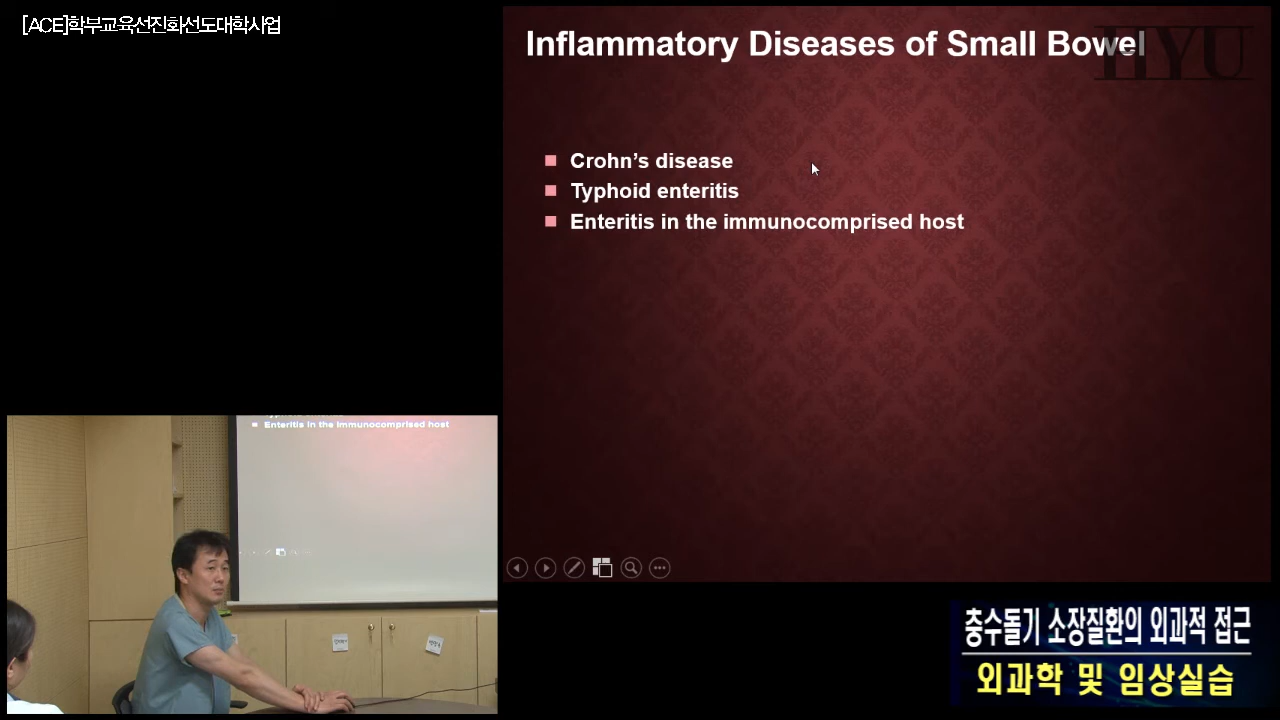 [ACE]학부교육선진화선도대학사업
Inflammatory Diseases of Small Bowel
HYU
Crohn’s disease
Typhoid enteritis
Enteritis in the immunocomprised host
Enteritis in the immunocomprised host
충수돌기 소장질환의 외과적 접근
외과학 및 임상실습